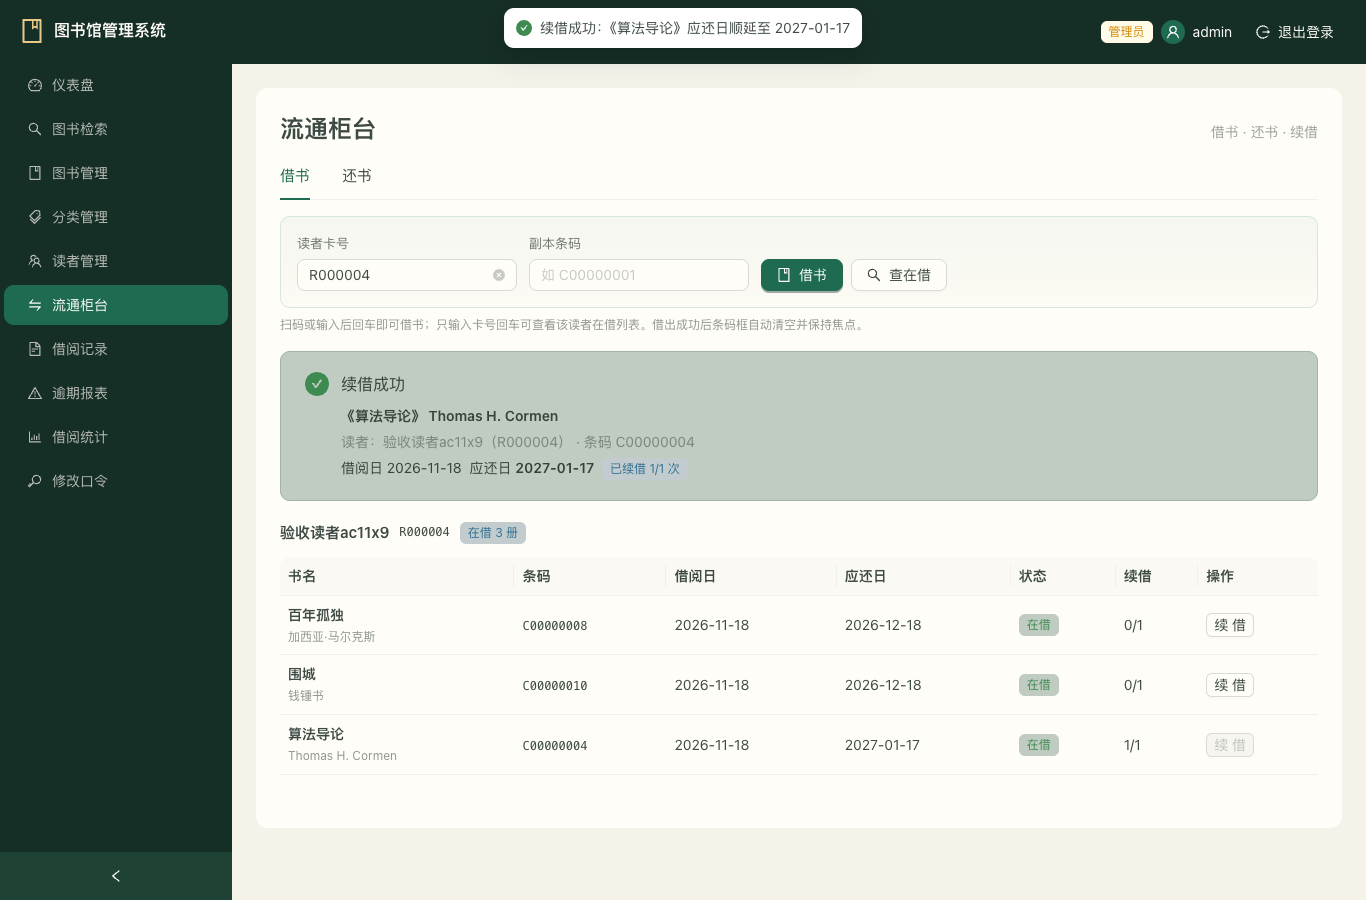 图书馆管理系统
续借成功：《算法导论》应还日顺延至 2027-01-17
管理员 admin 退出登录
仪表盘
图书检索
图书管理
分类管理
读者管理
流通柜台
借阅记录
逾期报表
借阅统计
修改口令
流通柜台
借书 · 还书 · 续借
借书 还书
读者卡号 副本条码
R000004 如 C00000001 借书 查在借
扫码或输入后回车即可借书；只输入卡号回车可查看该读者在借列表。借出成功后条码框自动清空并保持焦点。
续借成功
《算法导论》 Thomas H. Cormen
读者：验收读者ac11x9（R000004） · 条码 C00000004
借阅日 2026-11-18 应还日 2027-01-17 已续借 1/1 次
验收读者ac11x9 R000004 在借 3 册
书名 条码 借阅日 应还日 状态 续借 操作
百年孤独
加西亚·马尔克斯
C00000008 2026-11-18 2026-12-18 在借 0/1 续 借
围城
钱锺书
C00000010 2026-11-18 2026-12-18 在借 0/1 续 借
算法导论
Thomas H. Cormen
C00000004 2026-11-18 2027-01-17 在借 1/1 续 借